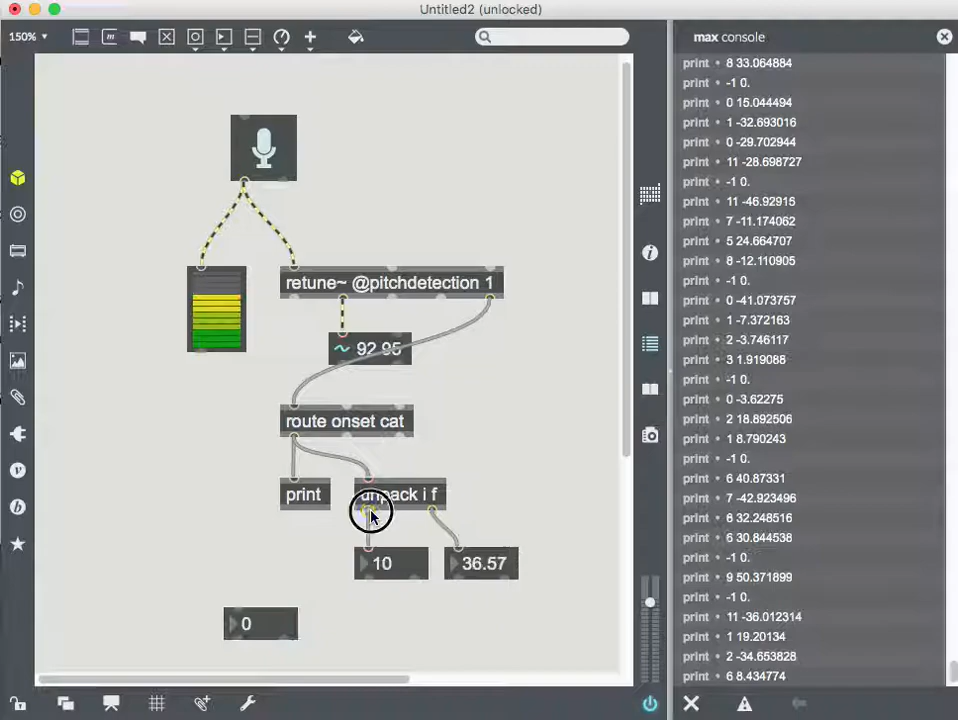 Untitled2 (unlocked)
150%
max console
print • 8 33.064884
print • -1 0.
print • 0 15.044494
print • 1 -32.693016
print • 0 -29.702944
print • 11 -28.698727
print • -1 0.
print • 11 -46.92916
print • 7 -11.174062
print • 5 24.664707
print • 8 -12.110905
print • -1 0.
print • 0 -41.073757
print • 1 -7.372163
print • 2 -3.746117
print • 3 1.919088
print • -1 0.
print • 0 -3.62275
print • 2 18.892506
print • 1 8.790243
print • -1 0.
print • 6 40.87331
print • 7 -42.923496
print • 8 32.248516
print • 6 30.844538
print • -1 0.
print • 9 50.371899
print • -1 0.
print • 11 -36.012314
print • 1 19.20134
print • 2 -34.653828
print • 6 8.434774
retune~ @pitchdetection 1
~ 92.95
route onset cat
print
unpack i f
10
36.57
0